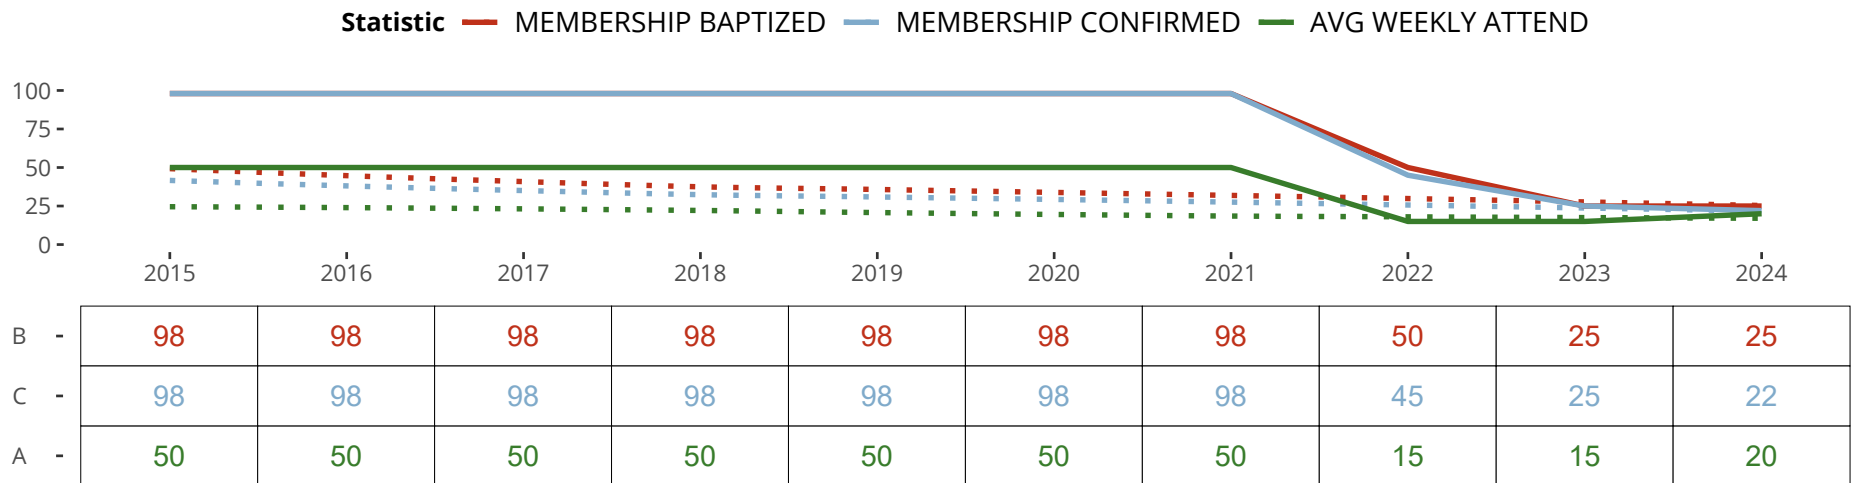 Statistic MEMBERSHIP BAPTIZED MEMBERSHIP CONFIRMED AVG WEEKLY ATTEND
100
75
50
25
0
2015 2016 2017 2018 2019 2020 2021 2022 2023 2024
B 98 98 98 98 98 98 98 50 25 25
C 98 98 98 98 98 98 98 45 25 22
A 50 50 50 50 50 50 50 15 15 20